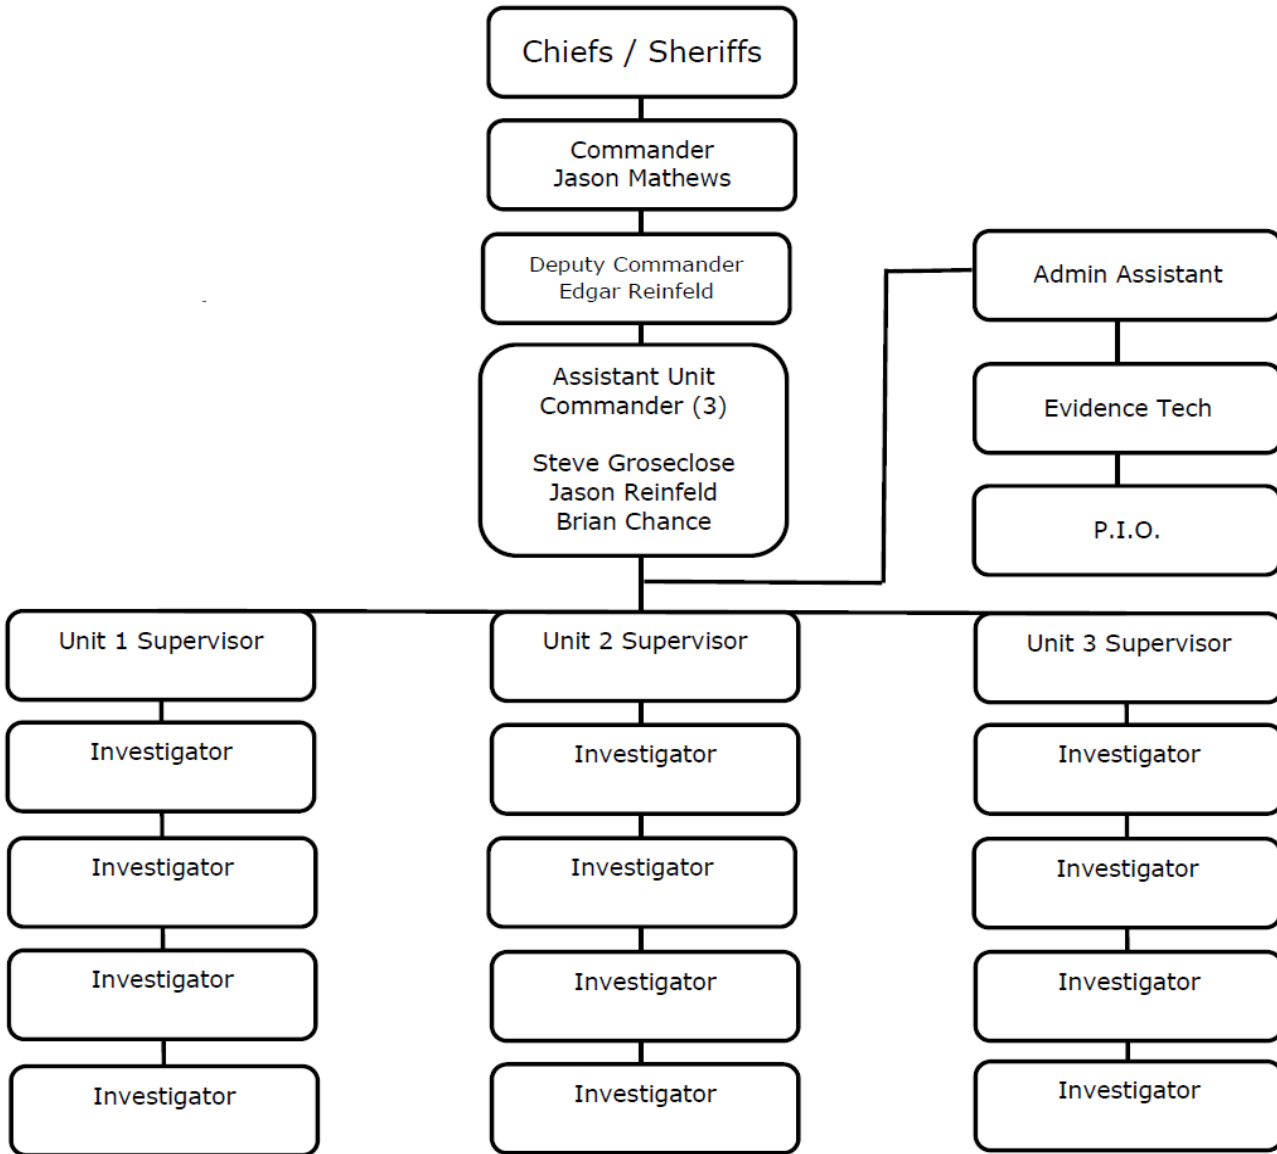 Chiefs / Sheriffs
Commander
Jason Mathews
Deputy Commander
Edgar Reinfeld
Assistant Unit
Commander (3)
Steve Groseclose
Jason Reinfeld
Brian Chance
Admin Assistant
Evidence Tech
P.I.O.
Unit 1 Supervisor
Investigator
Investigator
Investigator
Investigator
Unit 2 Supervisor
Investigator
Investigator
Investigator
Investigator
Unit 3 Supervisor
Investigator
Investigator
Investigator
Investigator